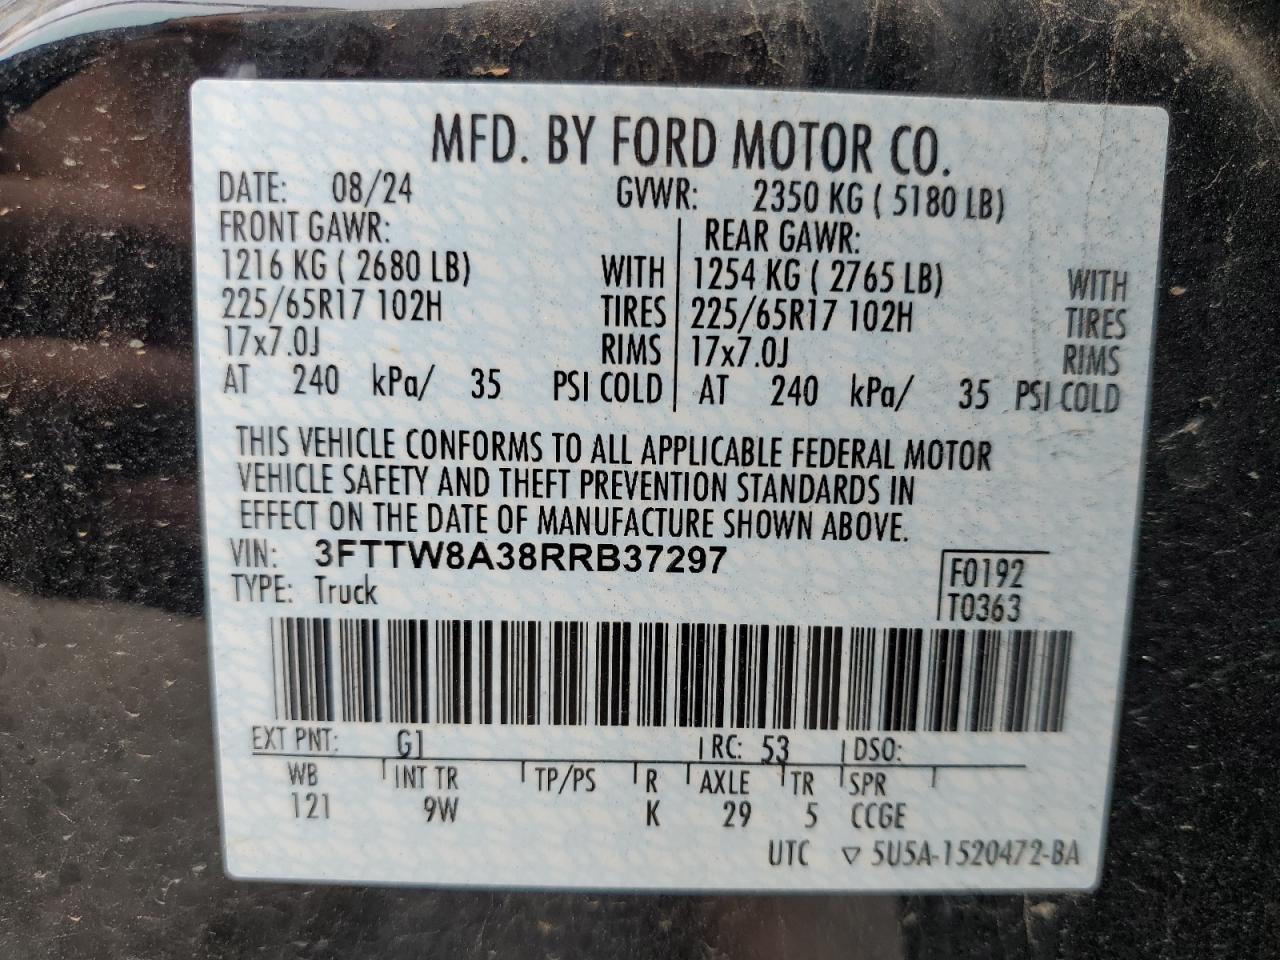 MFD. BY FORD MOTOR CO.
DATE: 08/24 GVWR: 2350 KG ( 5180 LB)
FRONT GAWR: REAR GAWR:
1216 KG ( 2680 LB) WITH 1254 KG ( 2765 LB) WITH
225/65R17 102H TIRES 225/65R17 102H TIRES
17x7.0J RIMS 17x7.0J RIMS
AT 240 kPa/ 35 PSI COLD AT 240 kPa/ 35 PSI COLD
THIS VEHICLE CONFORMS TO ALL APPLICABLE FEDERAL MOTOR
VEHICLE SAFETY AND THEFT PREVENTION STANDARDS IN
EFFECT ON THE DATE OF MANUFACTURE SHOWN ABOVE.
VIN: 3FTTW8A38RRB37297
TYPE: Truck
F0192
T0363
EXT PNT: G1 RC: 53 DSO:
WB INT TR TP/PS R AXLE TR SPR
121 9W K 29 5 CCGE
UTC ▽ 5U5A-1520472-BA